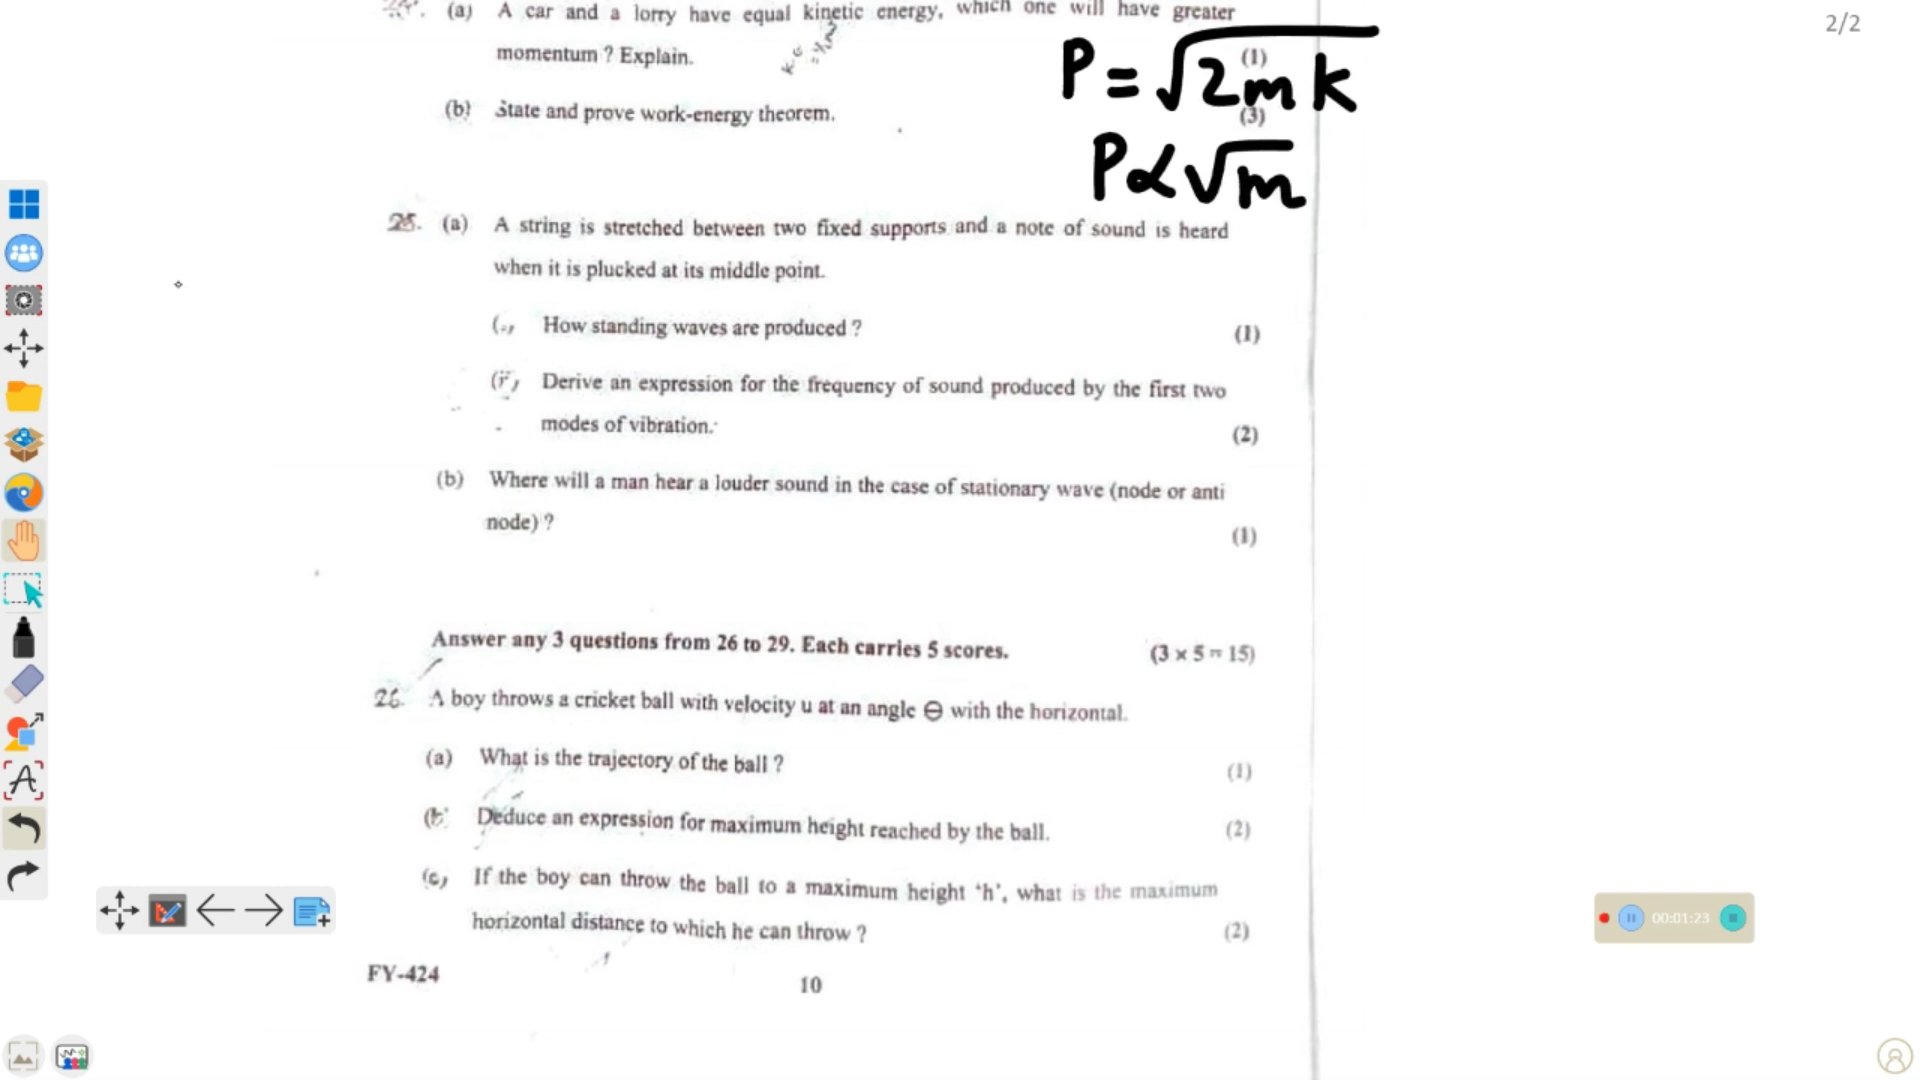 2/2
24. (a) A car and a lorry have equal kinetic energy, which one will have greater
momentum ? Explain. (1)
P = √2mk
(b) State and prove work-energy theorem. (3)
P∝√m
25. (a) A string is stretched between two fixed supports and a note of sound is heard
when it is plucked at its middle point.
How standing waves are produced ? (1)
Derive an expression for the frequency of sound produced by the first two
modes of vibration. (2)
(b) Where will a man hear a louder sound in the case of stationary wave (node or anti
node) ?
(1)
Answer any 3 questions from 26 to 29. Each carries 5 scores. (3 × 5 = 15)
26. A boy throws a cricket ball with velocity u at an angle Θ with the horizontal.
(a) What is the trajectory of the ball ? (1)
(b) Deduce an expression for maximum height reached by the ball. (2)
(c) If the boy can throw the ball to a maximum height ‘h’, what is the maximum
horizontal distance to which he can throw ? (2)
00:01:23
FY-424
10